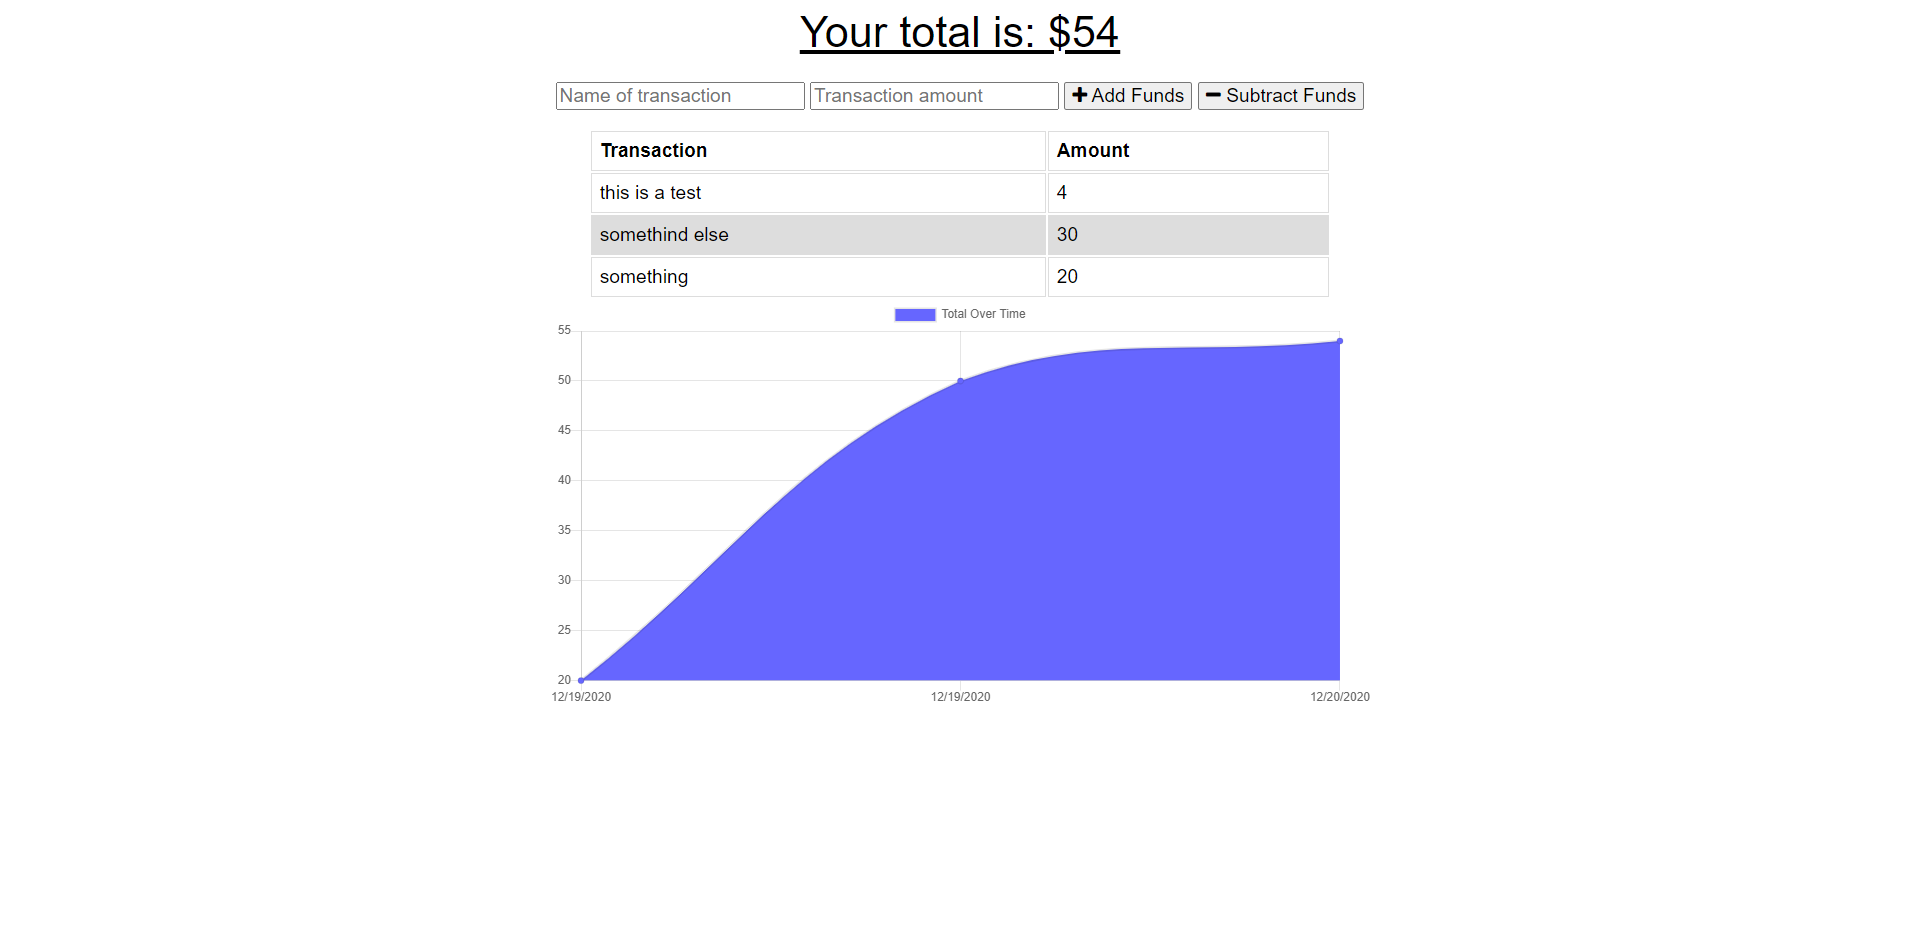 Your total is: $54
Name of transaction Transaction amount Add Funds Subtract Funds
Transaction Amount
this is a test 4
somethind else 30
something 20
Total Over Time
55
50
45
40
35
30
25
20
12/19/2020 12/19/2020 12/20/2020